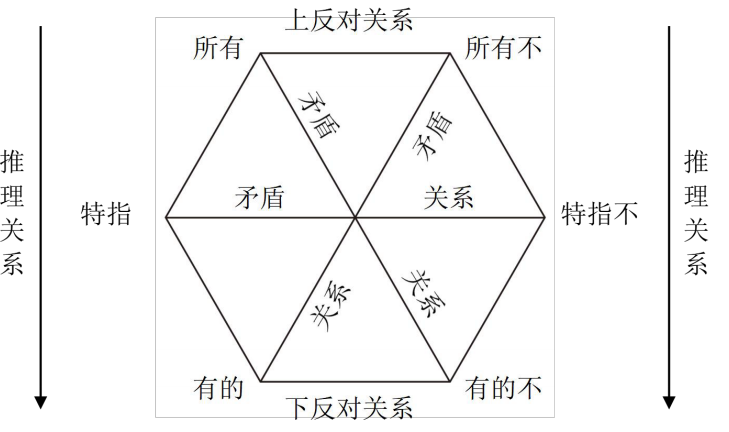 上反对关系
所有
所有不
矛盾
矛盾
推理关系
推理关系
矛盾
关系
特指
特指不
关系
关系
有的
有的不
下反对关系